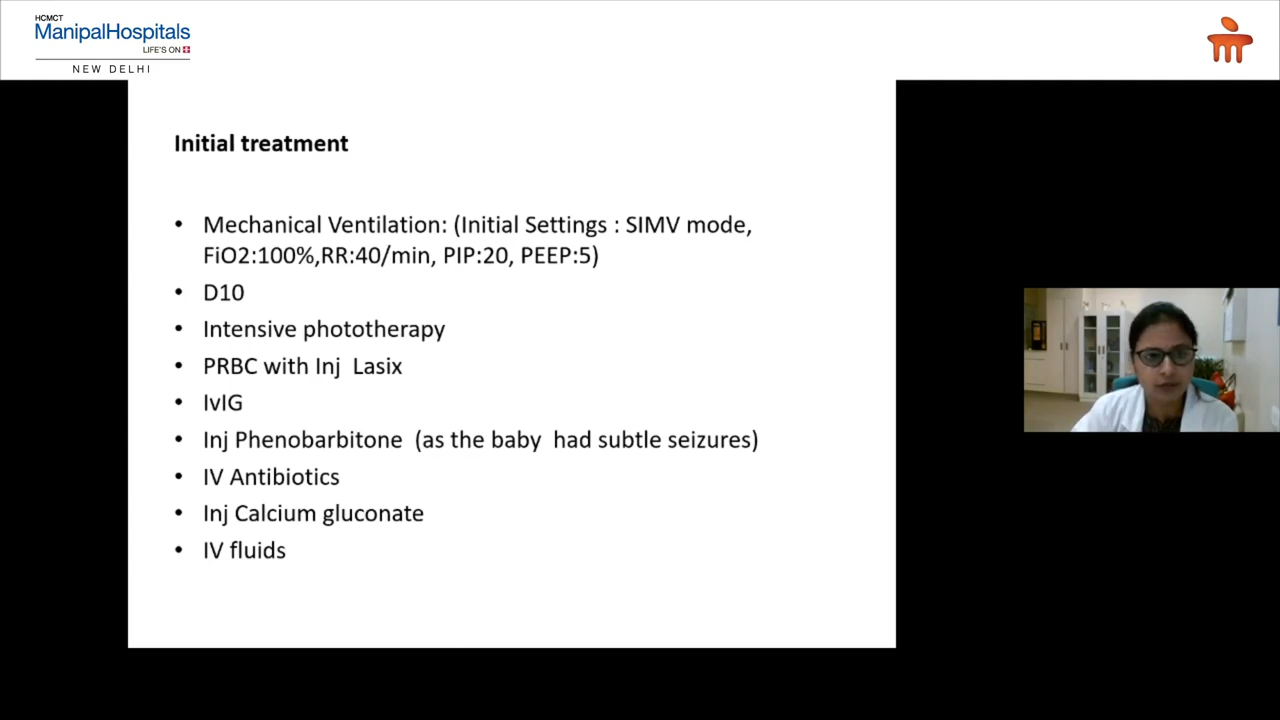 HCMCT
ManipalHospitals
LIFE'S ON
NEW DELHI
Initial treatment
• Mechanical Ventilation: (Initial Settings : SIMV mode,
FiO2:100%,RR:40/min, PIP:20, PEEP:5)
• D10
• Intensive phototherapy
• PRBC with Inj Lasix
• IvIG
• Inj Phenobarbitone (as the baby had subtle seizures)
• IV Antibiotics
• Inj Calcium gluconate
• IV fluids